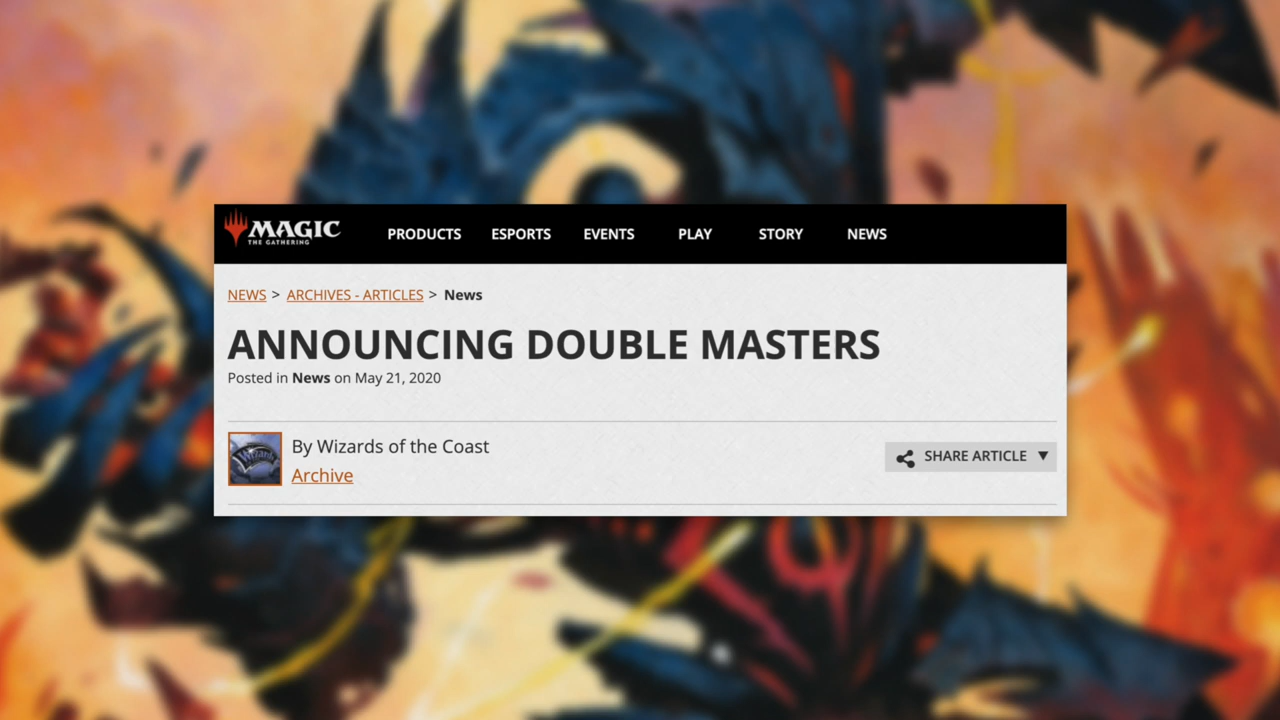 MAGIC
THE GATHERING
PRODUCTS ESPORTS EVENTS PLAY STORY NEWS
NEWS > ARCHIVES - ARTICLES > News
ANNOUNCING DOUBLE MASTERS
Posted in News on May 21, 2020
Wizards
By Wizards of the Coast
Archive
SHARE ARTICLE ▼